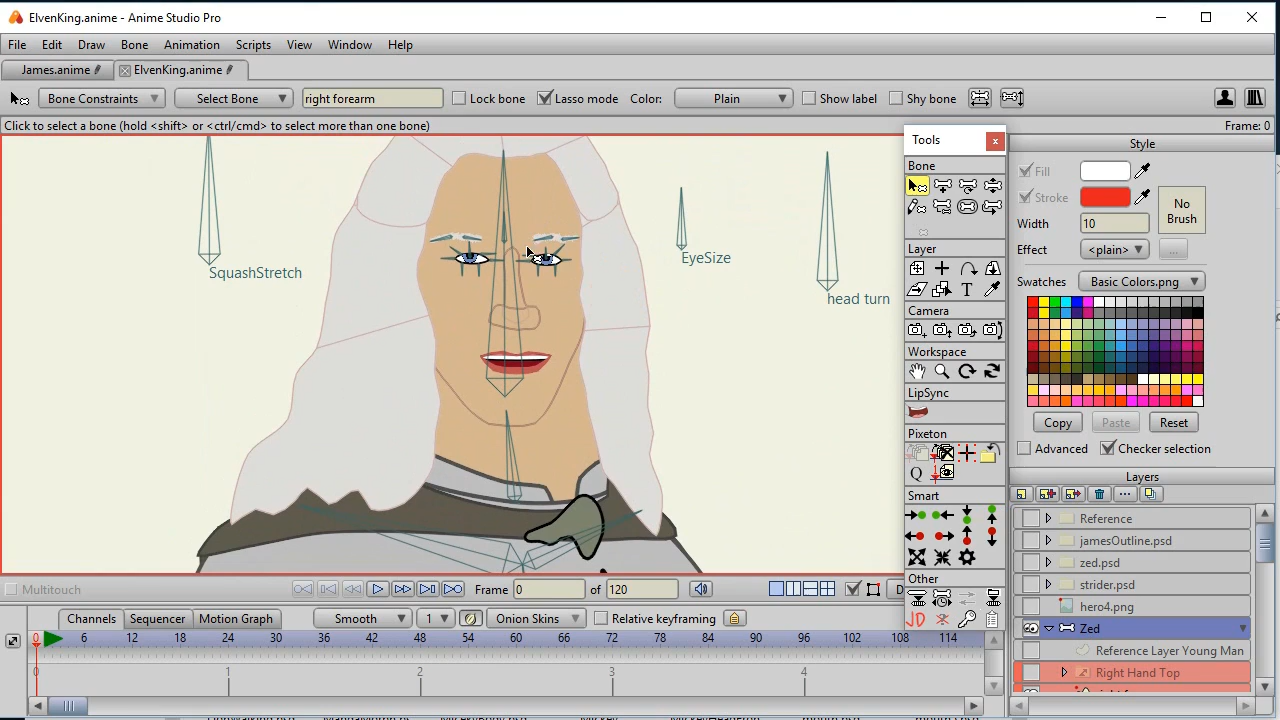 ElvenKing.anime - Anime Studio Pro
File Edit Draw Bone Animation Scripts View Window Help
James.anime ElvenKing.anime
Bone Constraints Select Bone right forearm Lock bone Lasso mode Color: Plain Show label Shy bone
Click to select a bone (hold <shift> or <ctrl/cmd> to select more than one bone) Frame: 0
Tools x
Bone
Layer
T
Camera
Workspace
LipSync
Pixeton
Q
Smart
Other
JD
SquashStretch
EyeSize
head turn
Style
Fill
Stroke
No
Brush
Width 10
Effect <plain> ...
Swatches Basic Colors.png
Copy Paste Reset
Advanced Checker selection
Layers
Reference
jamesOutline.psd
zed.psd
strider.psd
hero4.png
Zed
Reference Layer Young Man
Right Hand Top
Multitouch Frame 0 of 120 D
Channels Sequencer Motion Graph Smooth 1 Onion Skins Relative keyframing
0 6 12 18 24 30 36 42 48 54 60 66 72 78 84 90 96 102 108 114
0 1 2 3 4